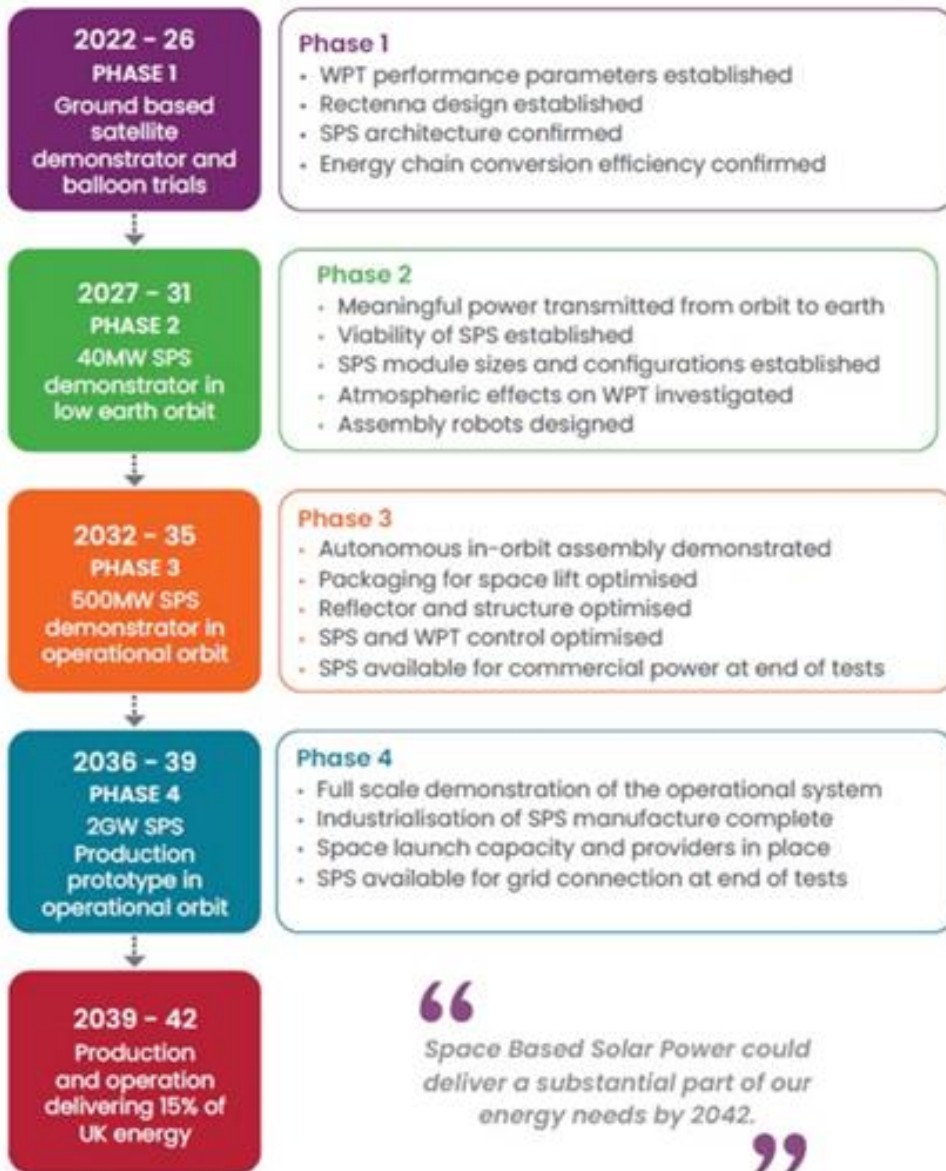 2022 - 26
PHASE 1
Ground based
satellite
demonstrator and
balloon trials
Phase 1
• WPT performance parameters established
• Rectenna design established
• SPS architecture confirmed
• Energy chain conversion efficiency confirmed
2027 - 31
PHASE 2
40MW SPS
demonstrator in
low earth orbit
Phase 2
• Meaningful power transmitted from orbit to earth
• Viability of SPS established
• SPS module sizes and configurations established
• Atmospheric effects on WPT investigated
• Assembly robots designed
2032 - 35
PHASE 3
500MW SPS
demonstrator in
operational orbit
Phase 3
• Autonomous in-orbit assembly demonstrated
• Packaging for space lift optimised
• Reflector and structure optimised
• SPS and WPT control optimised
• SPS available for commercial power at end of tests
2036 - 39
PHASE 4
2GW SPS
Production
prototype in
operational orbit
Phase 4
• Full scale demonstration of the operational system
• Industrialisation of SPS manufacture complete
• Space launch capacity and providers in place
• SPS available for grid connection at end of tests
2039 - 42
Production
and operation
delivering 15% of
UK energy
“
Space Based Solar Power could
deliver a substantial part of our
energy needs by 2042.
”